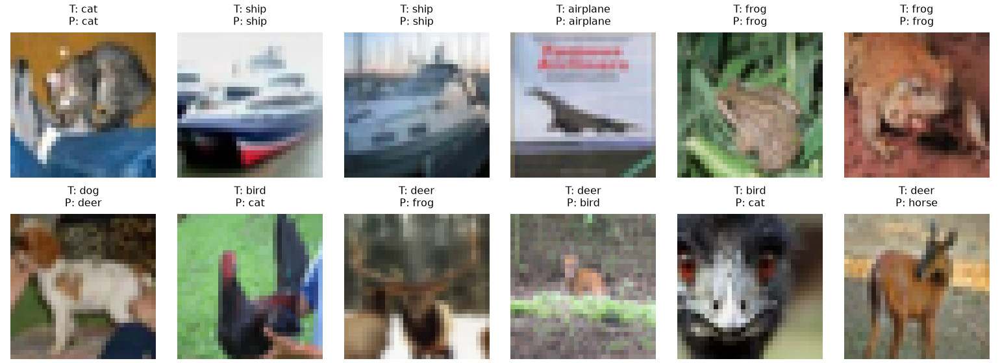 T: cat
P: cat
T: ship
P: ship
T: ship
P: ship
T: airplane
P: airplane
T: frog
P: frog
T: frog
P: frog
T: dog
P: deer
T: bird
P: cat
T: deer
P: frog
T: deer
P: bird
T: bird
P: cat
T: deer
P: horse